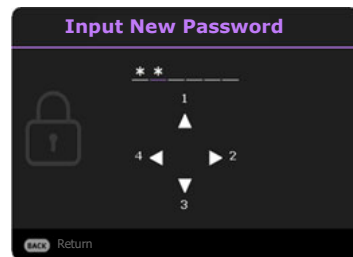 Input New Password
* * _ _ _ _
1
4 2
3
BACK Return